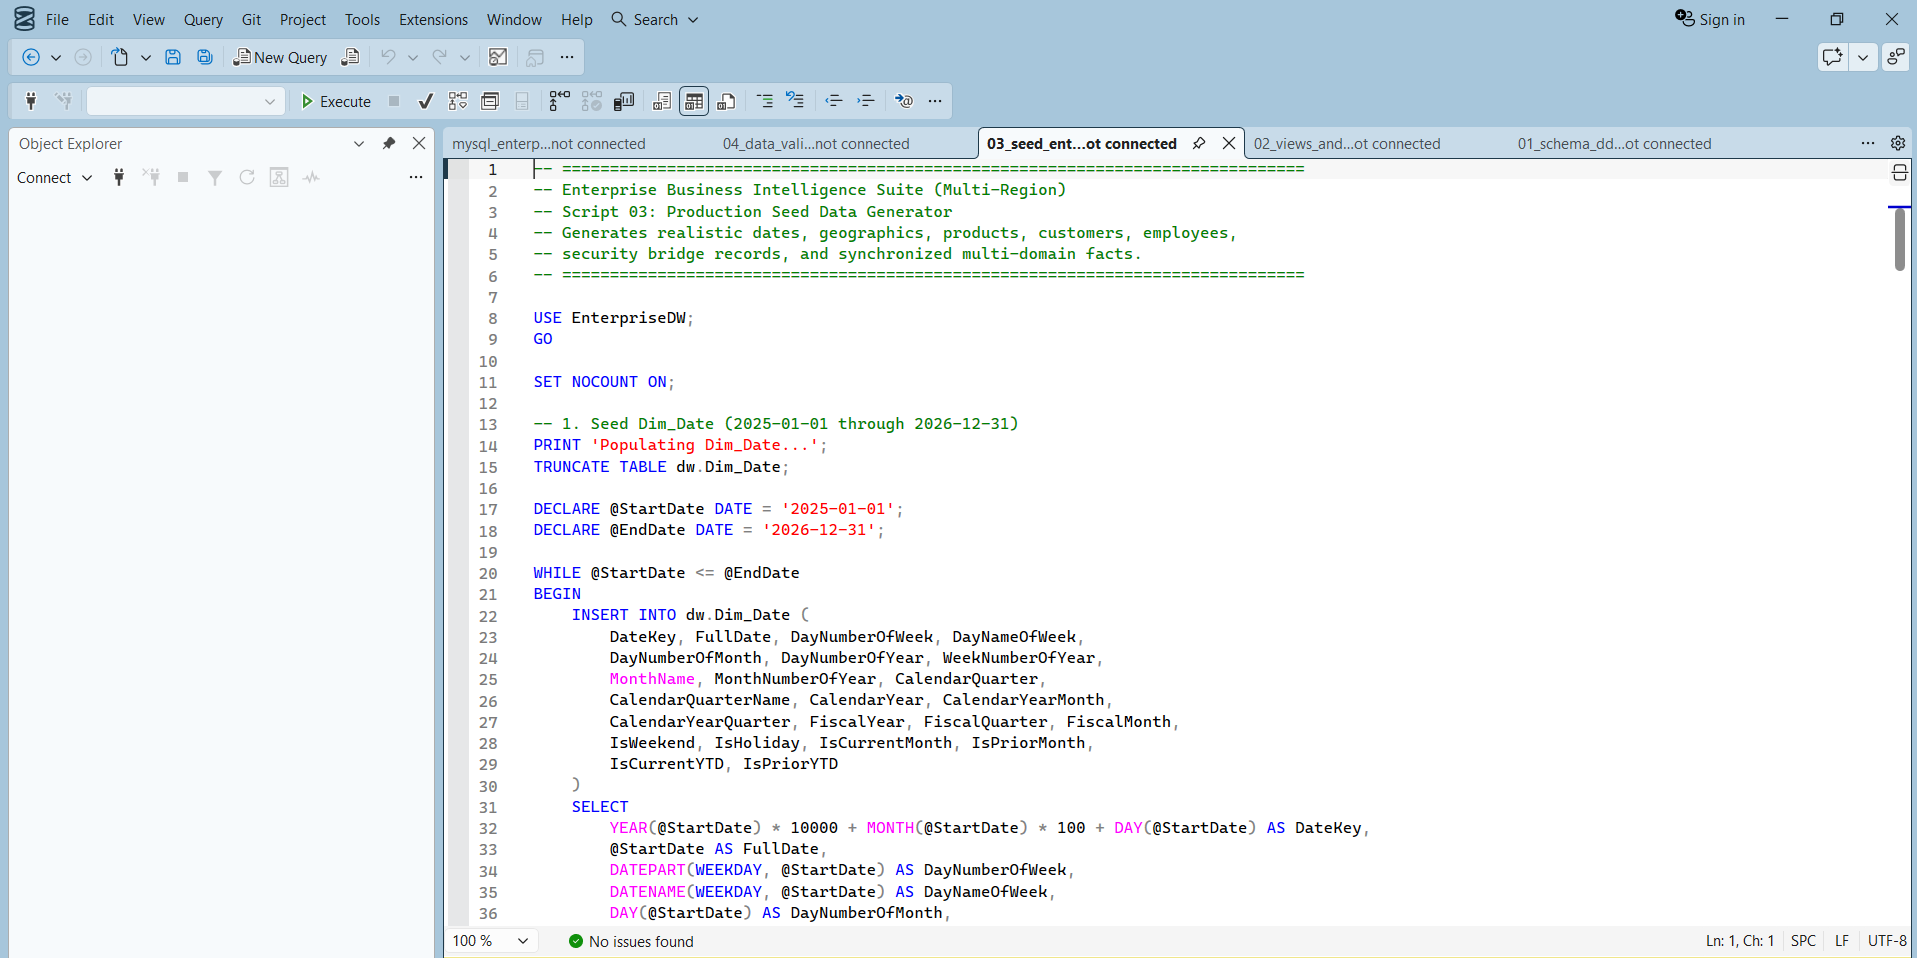 File Edit View Query Git Project Tools Extensions Window Help Search Sign in
New Query
Execute
Object Explorer
Connect
mysql_enterp...not connected 04_data_vali...not connected 03_seed_ent...ot connected 02_views_and...ot connected 01_schema_dd...ot connected
1 -- ==============================================================================
2 -- Enterprise Business Intelligence Suite (Multi-Region)
3 -- Script 03: Production Seed Data Generator
4 -- Generates realistic dates, geographics, products, customers, employees,
5 -- security bridge records, and synchronized multi-domain facts.
6 -- ==============================================================================
7
8 USE EnterpriseDW;
9 GO
10
11 SET NOCOUNT ON;
12
13 -- 1. Seed Dim_Date (2025-01-01 through 2026-12-31)
14 PRINT 'Populating Dim_Date...';
15 TRUNCATE TABLE dw.Dim_Date;
16
17 DECLARE @StartDate DATE = '2025-01-01';
18 DECLARE @EndDate DATE = '2026-12-31';
19
20 WHILE @StartDate <= @EndDate
21 BEGIN
22 INSERT INTO dw.Dim_Date (
23 DateKey, FullDate, DayNumberOfWeek, DayNameOfWeek,
24 DayNumberOfMonth, DayNumberOfYear, WeekNumberOfYear,
25 MonthName, MonthNumberOfYear, CalendarQuarter,
26 CalendarQuarterName, CalendarYear, CalendarYearMonth,
27 CalendarYearQuarter, FiscalYear, FiscalQuarter, FiscalMonth,
28 IsWeekend, IsHoliday, IsCurrentMonth, IsPriorMonth,
29 IsCurrentYTD, IsPriorYTD
30 )
31 SELECT
32 YEAR(@StartDate) * 10000 + MONTH(@StartDate) * 100 + DAY(@StartDate) AS DateKey,
33 @StartDate AS FullDate,
34 DATEPART(WEEKDAY, @StartDate) AS DayNumberOfWeek,
35 DATENAME(WEEKDAY, @StartDate) AS DayNameOfWeek,
36 DAY(@StartDate) AS DayNumberOfMonth,
100 % No issues found Ln: 1, Ch: 1 SPC LF UTF-8